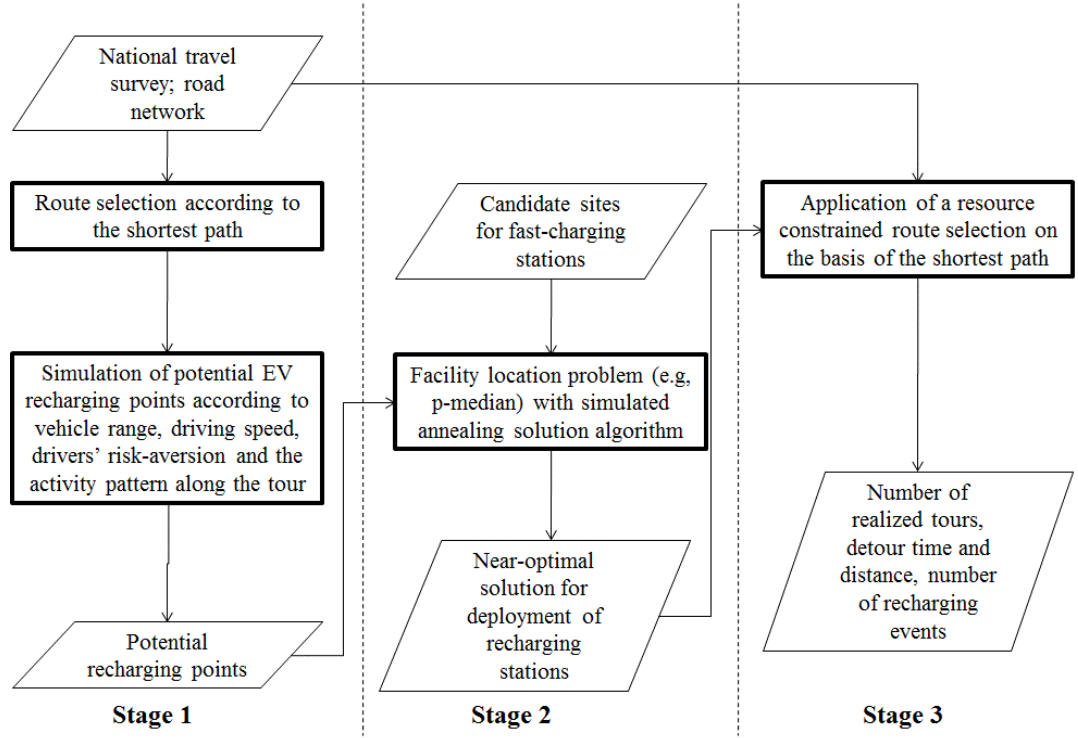 National travel
survey; road
network
Route selection according to
the shortest path
Simulation of potential EV
recharging points according to
vehicle range, driving speed,
drivers' risk-aversion and the
activity pattern along the tour
Potential
recharging points
Stage 1
Candidate sites
for fast-charging
stations
Facility location problem (e.g,
p-median) with simulated
annealing solution algorithm
Near-optimal
solution for
deployment of
recharging
stations
Stage 2
Application of a resource
constrained route selection on
the basis of the shortest path
Number of
realized tours,
detour time and
distance, number
of recharging
events
Stage 3